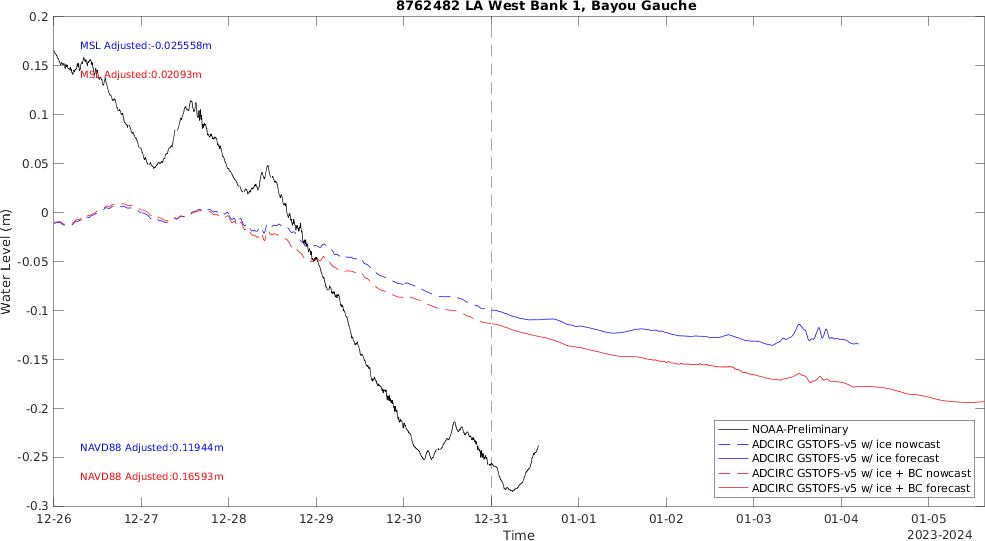 8762482 LA West Bank 1, Bayou Gauche
MSL Adjusted:-0.025558m
MSL Adjusted:0.02093m
0.2
0.15
0.1
0.05
0
-0.05
-0.1
-0.15
-0.2
-0.25
-0.3
Water Level (m)
NAVD88 Adjusted:0.11944m
NAVD88 Adjusted:0.16593m
NOAA-Preliminary
ADCIRC GSTOFS-v5 w/ ice nowcast
ADCIRC GSTOFS-v5 w/ ice forecast
ADCIRC GSTOFS-v5 w/ ice + BC nowcast
ADCIRC GSTOFS-v5 w/ ice + BC forecast
12-26 12-27 12-28 12-29 12-30 12-31 01-01 01-02 01-03 01-04 01-05
Time
2023-2024